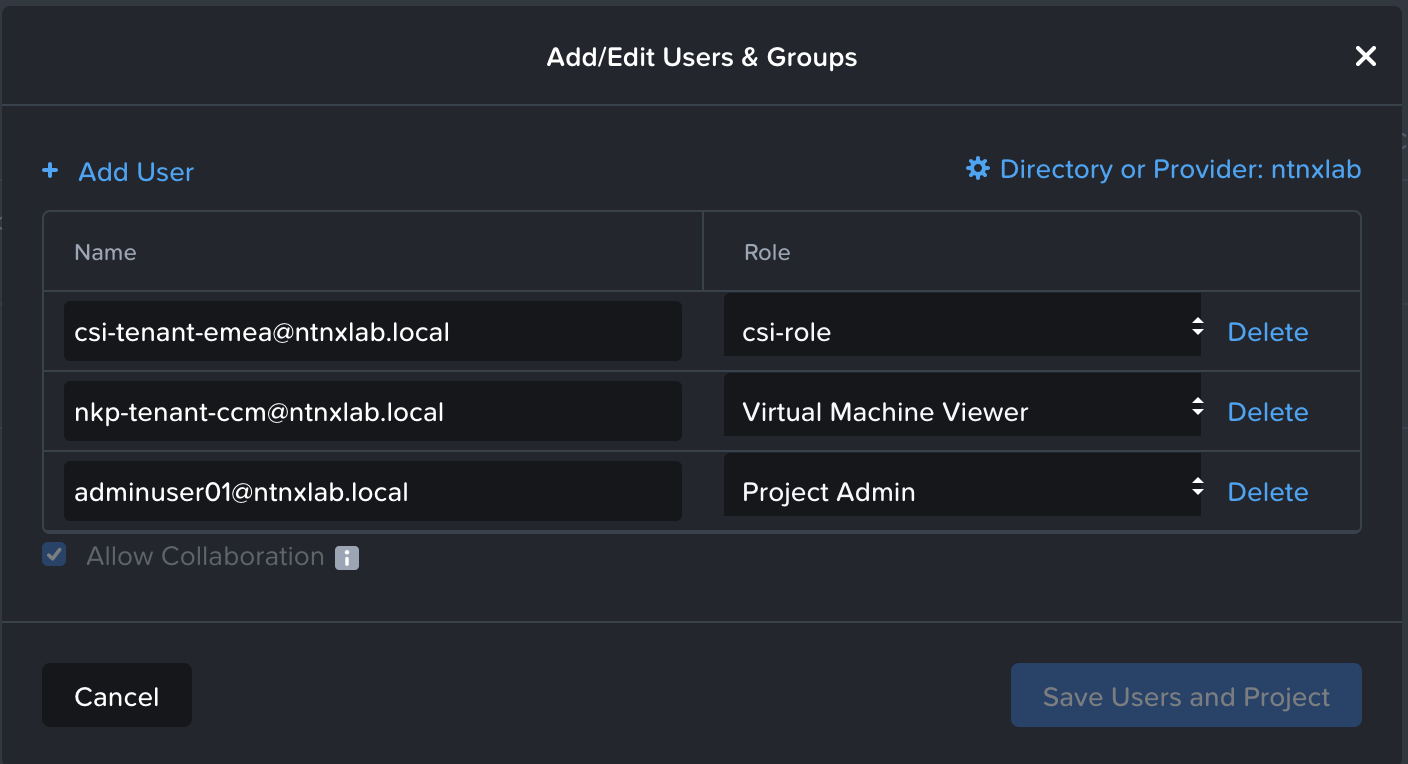 Add/Edit Users & Groups
+ Add User
Directory or Provider: ntnxlab
Name
Role
csi-tenant-emea@ntnxlab.local
csi-role
Delete
nkp-tenant-ccm@ntnxlab.local
Virtual Machine Viewer
Delete
adminuser01@ntnxlab.local
Project Admin
Delete
Allow Collaboration
Cancel
Save Users and Project